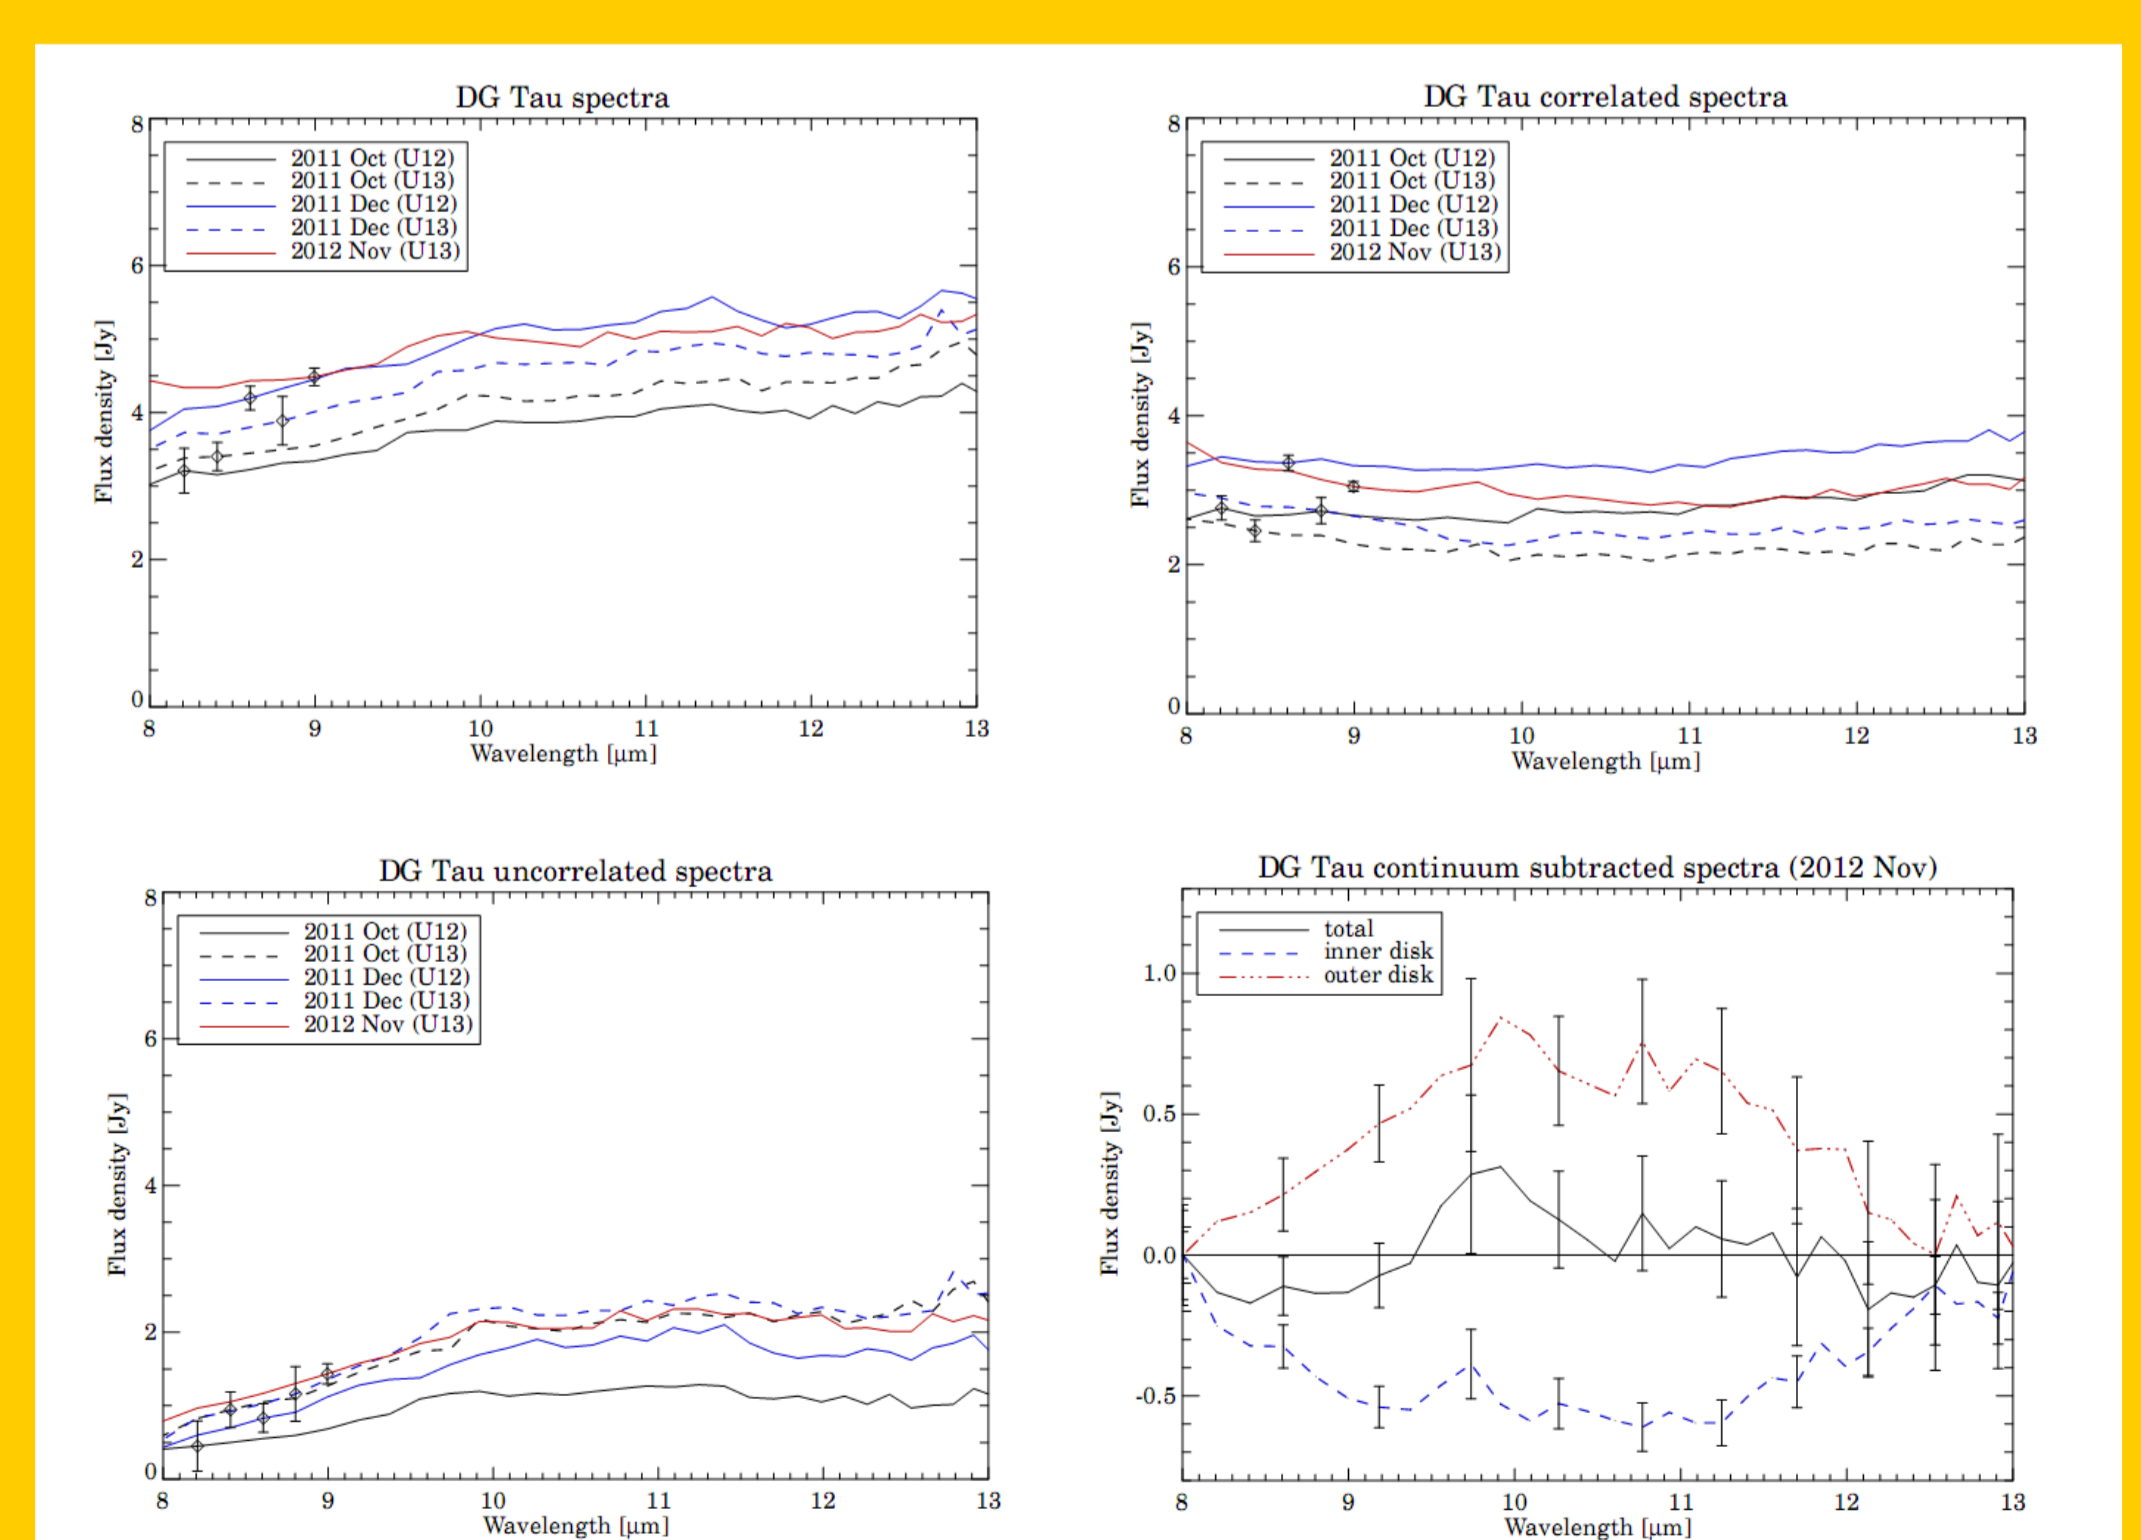 DG Tau spectra
8
2011 Oct (U12)
2011 Oct (U13)
2011 Dec (U12)
2011 Dec (U13)
2012 Nov (U13)
6
4
2
0
Flux density [Jy]
8 9 10 11 12 13
Wavelength [μm]
DG Tau correlated spectra
8
2011 Oct (U12)
2011 Oct (U13)
2011 Dec (U12)
2011 Dec (U13)
2012 Nov (U13)
6
4
2
0
Flux density [Jy]
8 9 10 11 12 13
Wavelength [μm]
DG Tau uncorrelated spectra
8
2011 Oct (U12)
2011 Oct (U13)
2011 Dec (U12)
2011 Dec (U13)
2012 Nov (U13)
6
4
2
0
Flux density [Jy]
8 9 10 11 12 13
Wavelength [μm]
DG Tau continuum subtracted spectra (2012 Nov)
total
inner disk
outer disk
1.0
0.5
0.0
-0.5
Flux density [Jy]
8 9 10 11 12 13
Wavelength [μm]